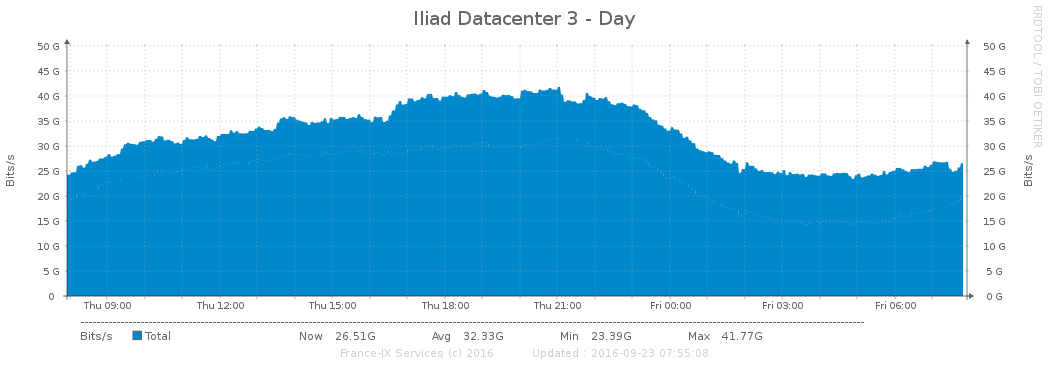 Iliad Datacenter 3 - Day
RRDTOOL / TOBI OETIKER
Bits/s
50 G
45 G
40 G
35 G
30 G
25 G
20 G
15 G
10 G
5 G
0
50 G
45 G
40 G
35 G
30 G
25 G
20 G
15 G
10 G
5 G
0 G
Bits/s
Thu 09:00 Thu 12:00 Thu 15:00 Thu 18:00 Thu 21:00 Fri 00:00 Fri 03:00 Fri 06:00
Bits/s Total Now 26.51G Avg 32.33G Min 23.39G Max 41.77G
France-IX Services (c) 2016 Updated : 2016-09-23 07:55:08